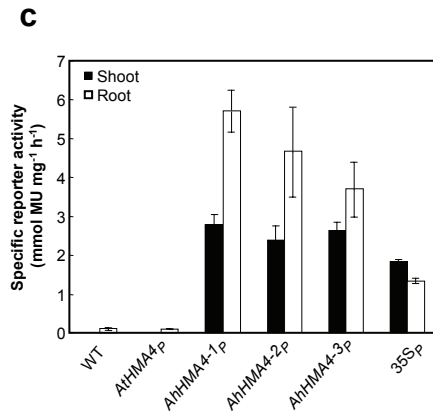 c
7
Shoot
Root
6
5
4
3
2
1
0
Specific reporter activity
(mmol MU mg-1 h-1)
WT
AtHMA4P
AhHMA4-1P
AhHMA4-2P
AhHMA4-3P
35SP